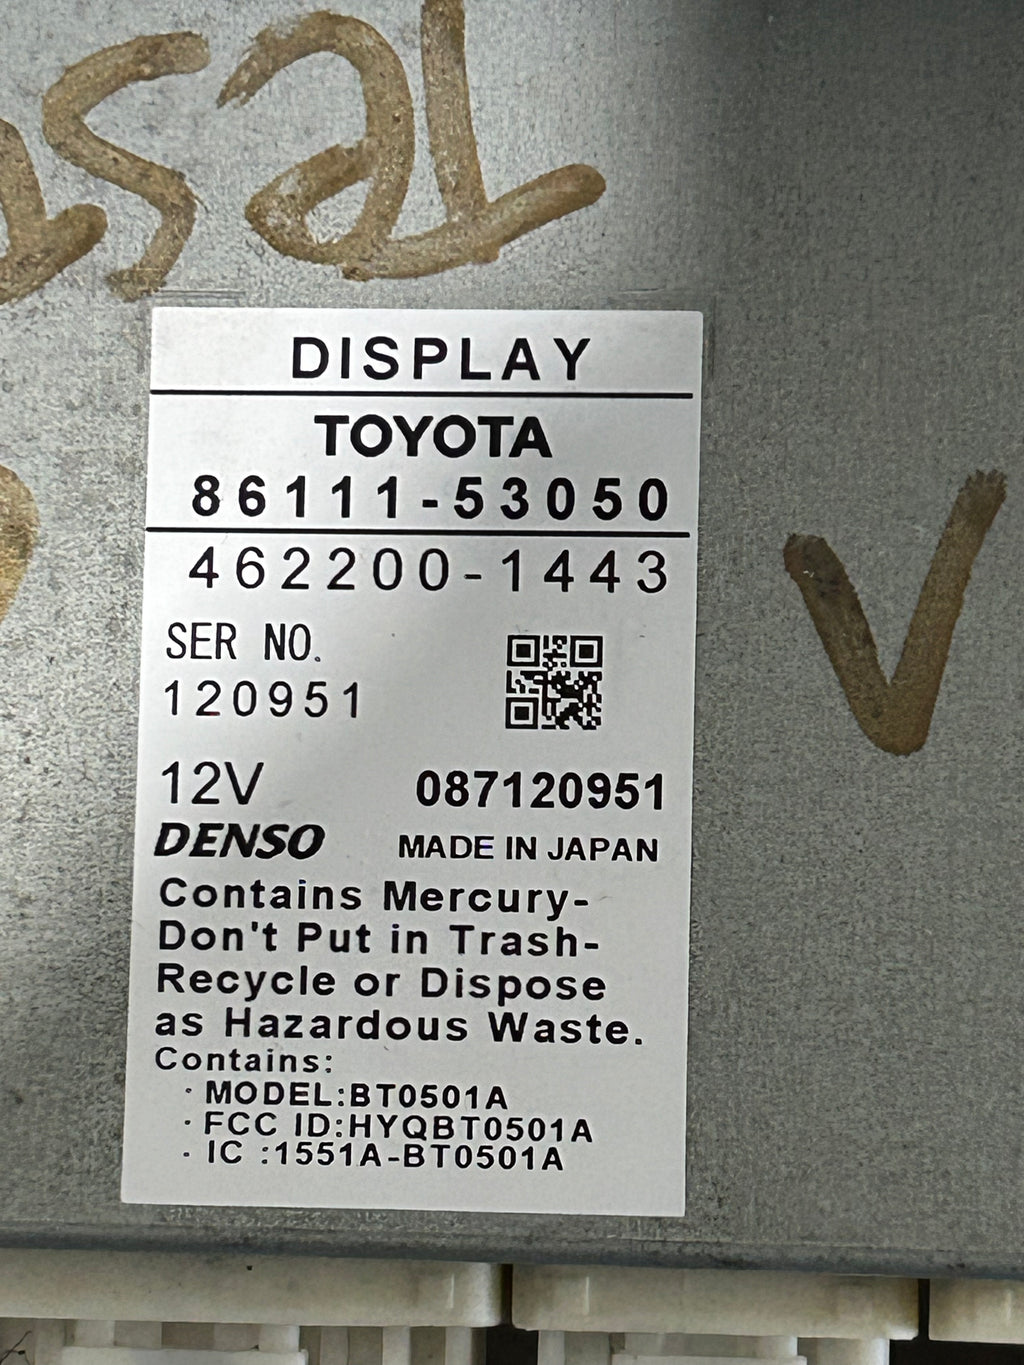 DISPLAY
TOYOTA
86111-53050
462200-1443
SER NO.
120951
12V
087120951
DENSO
MADE IN JAPAN
Contains Mercury-
Don't Put in Trash-
Recycle or Dispose
as Hazardous Waste.
Contains:
· MODEL:BT0501A
· FCC ID:HYQBT0501A
· IC :1551A-BT0501A
V